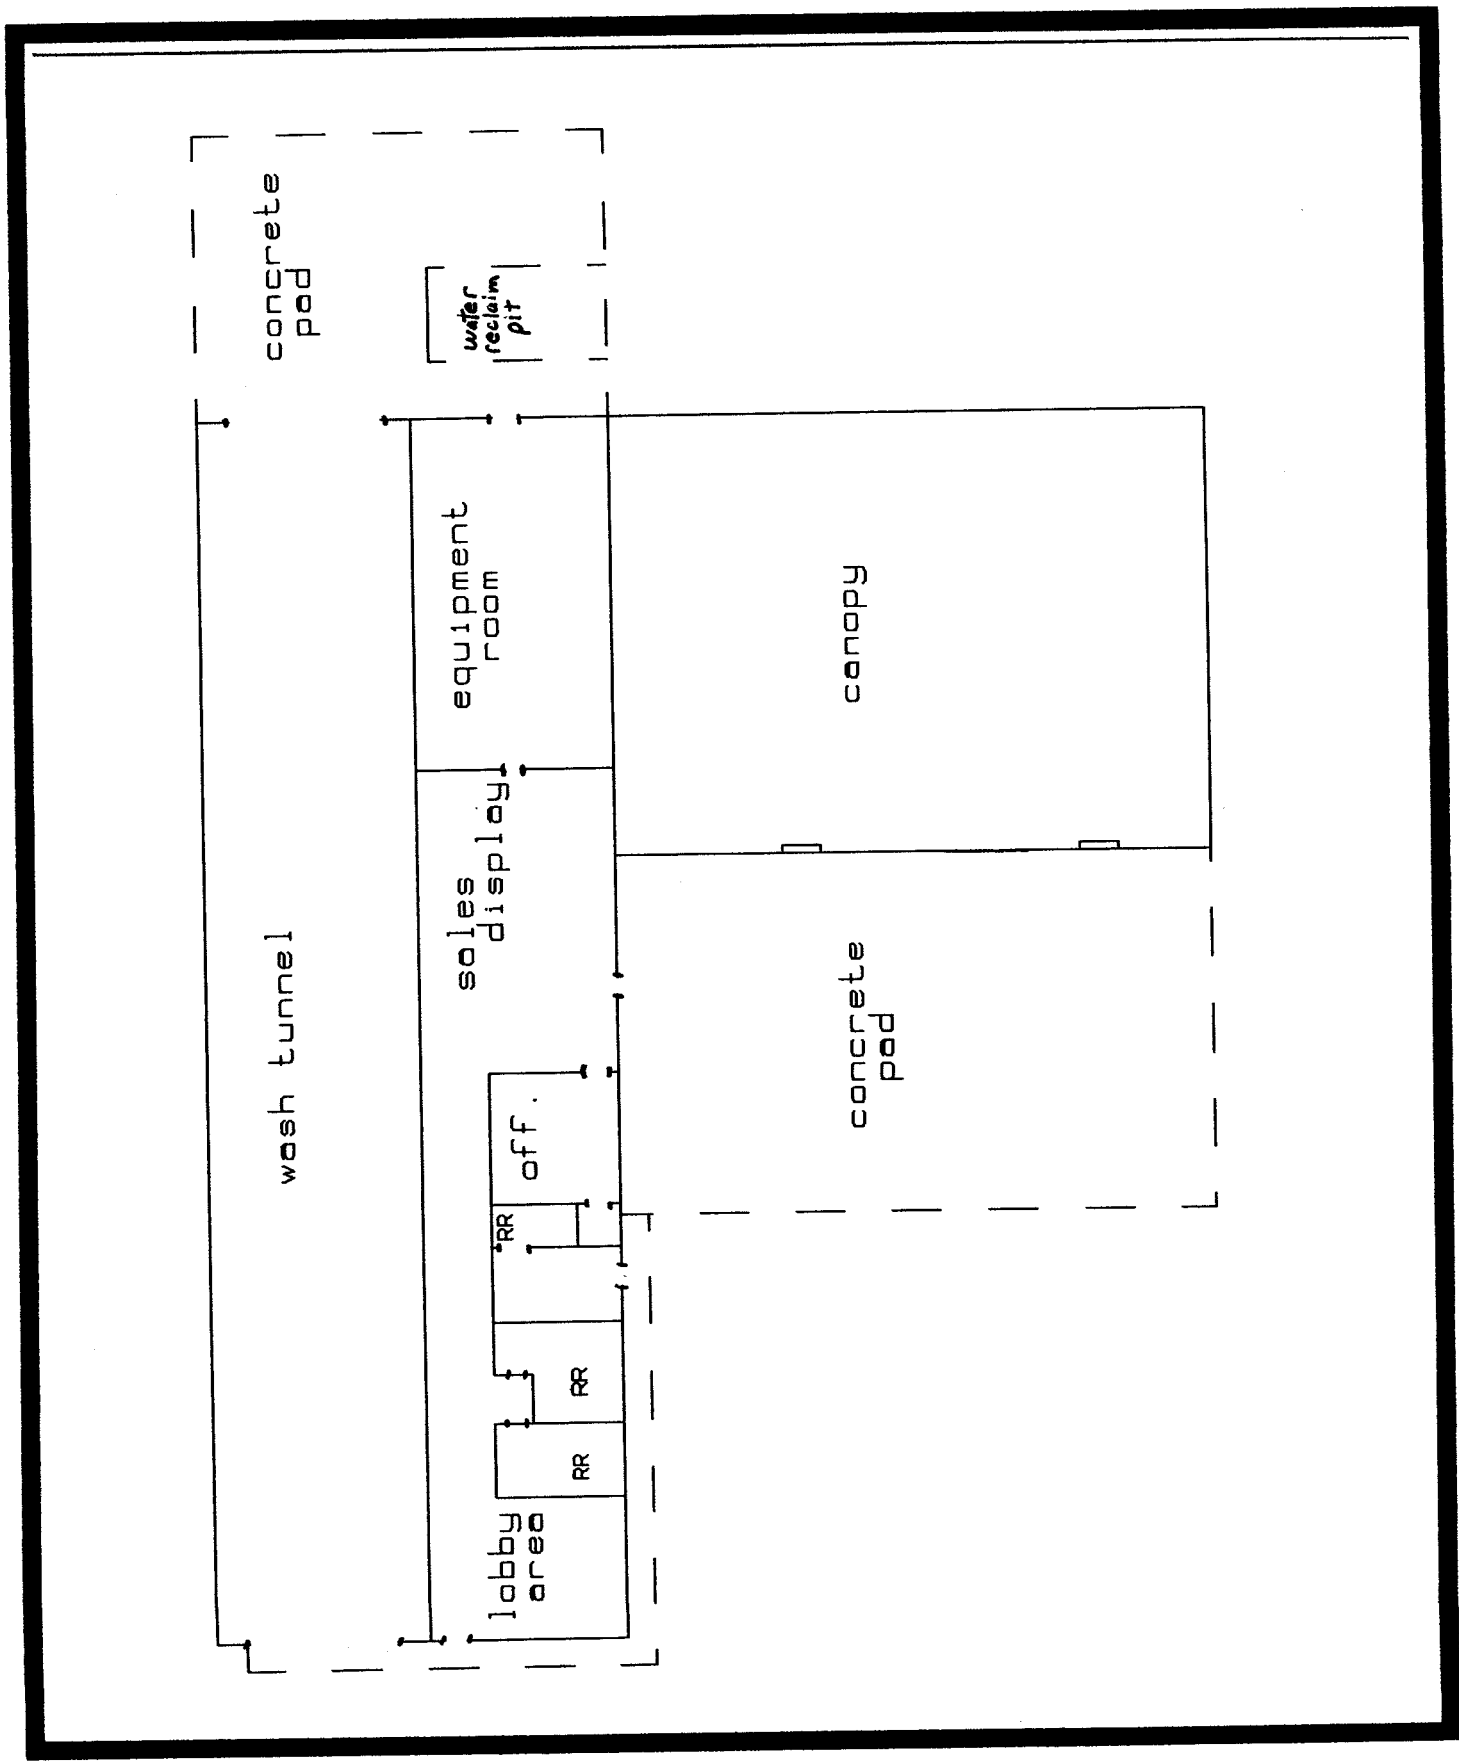 concrete
pad
water
reclaim
pit
equipment
room
canopy
sales
display
wash tunnel
concrete
pad
off.
RR
RR
RR
lobby
area